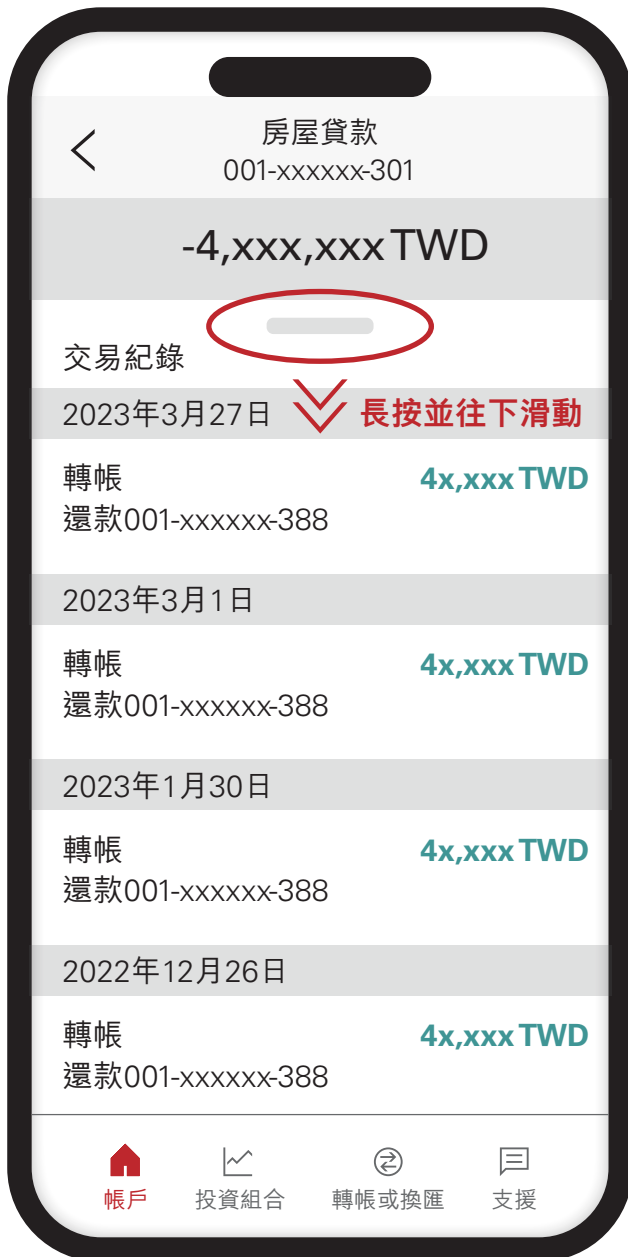 房屋貸款
001-xxxxxx-301
-4,xxx,xxx TWD
交易紀錄
2023年3月27日 長按並往下滑動
轉帳 4x,xxx TWD
還款001-xxxxxx-388
2023年3月1日
轉帳 4x,xxx TWD
還款001-xxxxxx-388
2023年1月30日
轉帳 4x,xxx TWD
還款001-xxxxxx-388
2022年12月26日
轉帳 4x,xxx TWD
還款001-xxxxxx-388
帳戶 投資組合 轉帳或換匯 支援